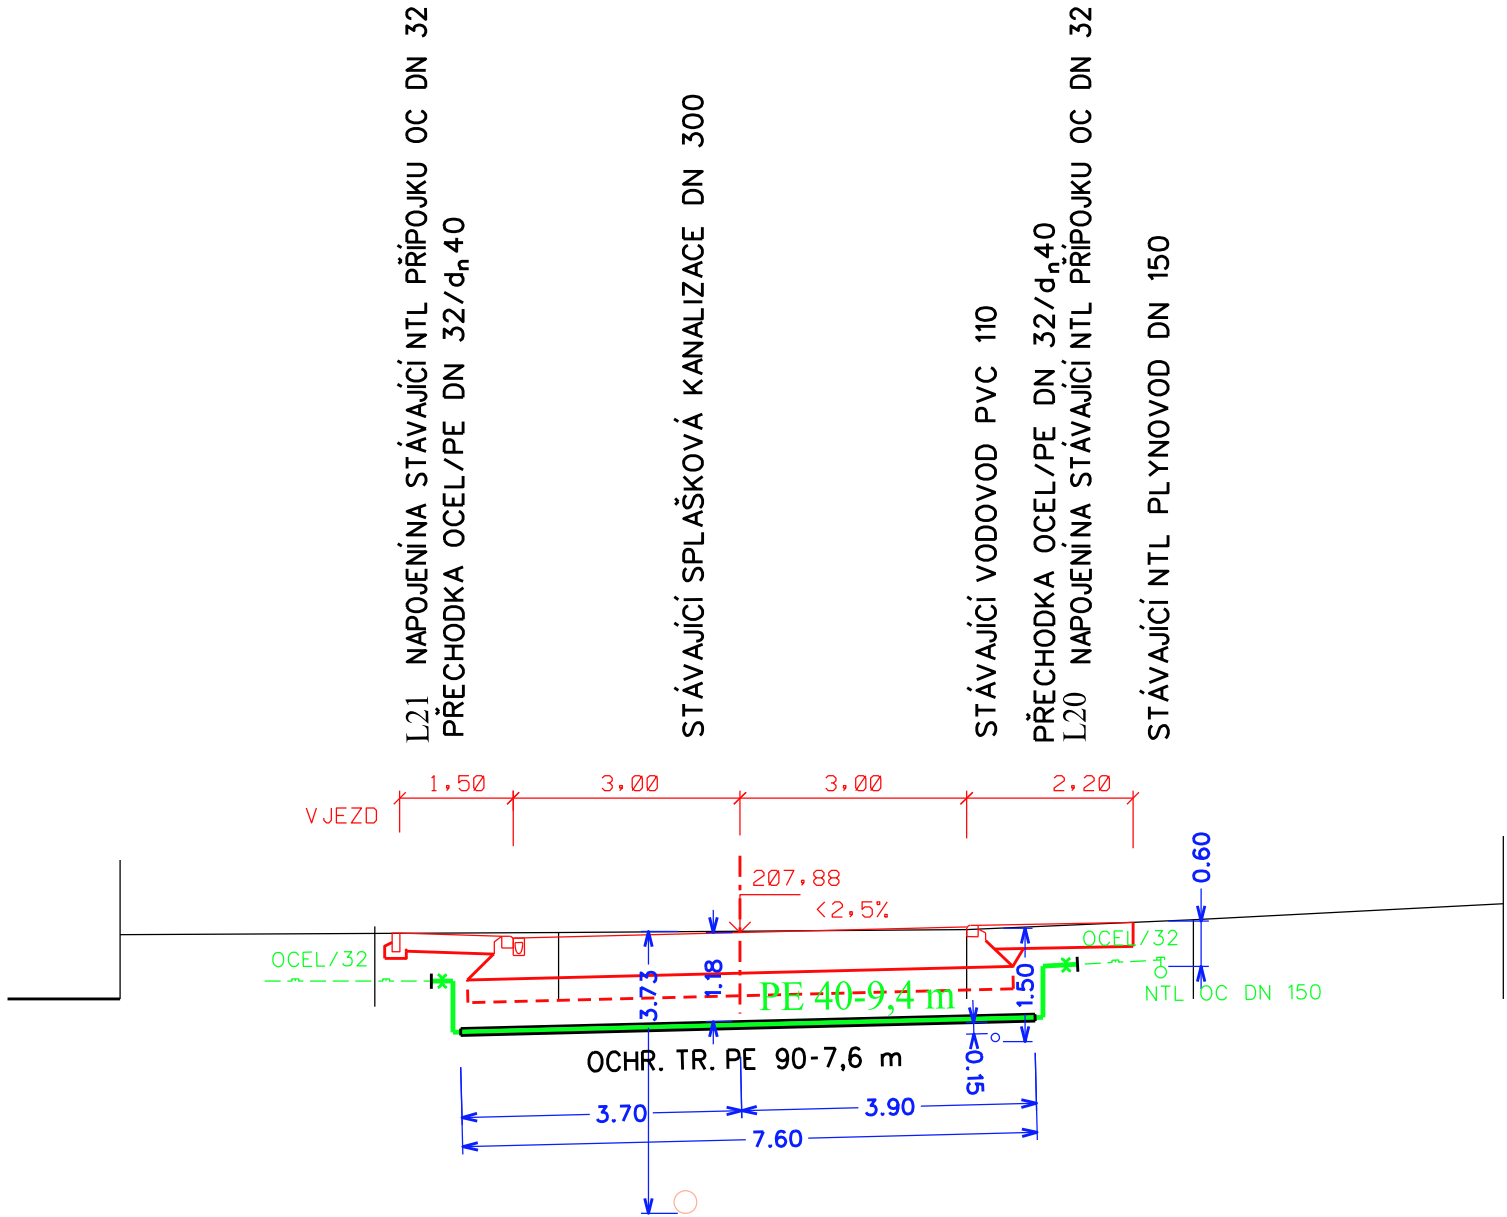 L21 NAPOJENÍ NA STÁVAJÍCÍ NTL PŘÍPOJKU OC DN 32
PŘECHODKA OCEL/PE DN 32/dn40
STÁVAJÍCÍ SPLAŠKOVÁ KANALIZACE DN 300
STÁVAJÍCÍ VODOVOD PVC 110
PŘECHODKA OCEL/PE DN 32/dn40
L20 NAPOJENÍ NA STÁVAJÍCÍ NTL PŘÍPOJKU OC DN 32
STÁVAJÍCÍ NTL PLYNOVOD DN 150
1,50
3,00
3,00
2,20
VJEZD
0.60
207,88
<2,5%
OCEL/32
OCEL/32
3.73
1.18
1.50
PE 40-9,4 m
NTL OC DN 150
OCHR. TR. PE 90-7,6 m
0.15
3.70
3.90
7.60